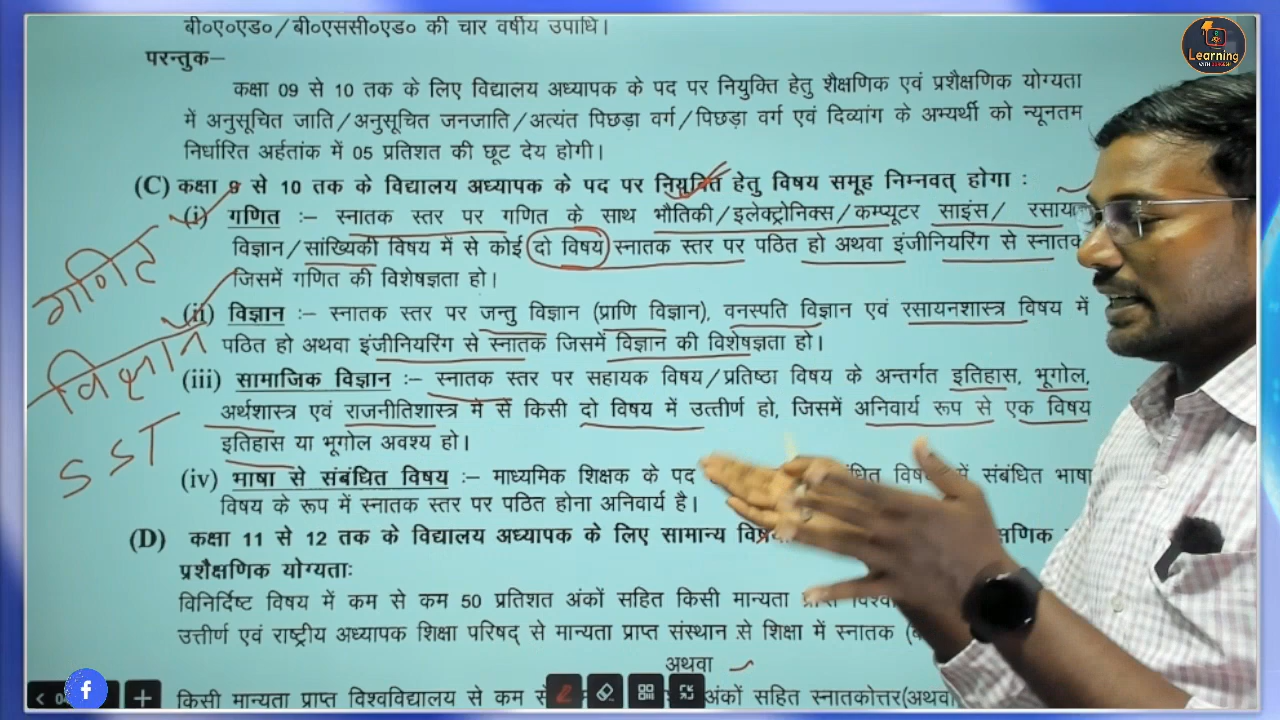 बी०ए०एड०/बी०एससी०एड० की चार वर्षीय उपाधि।
परन्तुक–
कक्षा 09 से 10 तक के लिए विद्यालय अध्यापक के पद पर नियुक्ति हेतु शैक्षणिक एवं प्रशैक्षणिक योग्यता
में अनुसूचित जाति/अनुसूचित जनजाति/अत्यंत पिछड़ा वर्ग/पिछड़ा वर्ग एवं दिव्यांग के अभ्यर्थी को न्यूनतम
निर्धारित अर्हतांक में 05 प्रतिशत की छूट देय होगी।
(C) कक्षा 9 से 10 तक के विद्यालय अध्यापक के पद पर नियुक्ति हेतु विषय समूह निम्नवत् होगा :
(i) गणित :– स्नातक स्तर पर गणित के साथ भौतिकी/इलेक्ट्रोनिक्स/कम्प्यूटर साइंस/
विज्ञान/सांख्यिकी विषय में से कोई दो विषय स्नातक स्तर पर पठित हो अथवा इंजीनियरिंग से स्नातक
जिसमें गणित की विशेषज्ञता हो।
(ii) विज्ञान :– स्नातक स्तर पर जन्तु विज्ञान (प्राणि विज्ञान), वनस्पति विज्ञान एवं रसायनशास्त्र विषय में
पठित हो अथवा इंजीनियरिंग से स्नातक जिसमें विज्ञान की विशेषज्ञता हो।
(iii) सामाजिक विज्ञान :– स्नातक स्तर पर सहायक विषय/प्रतिष्ठा विषय के अन्तर्गत इतिहास, भूगोल,
अर्थशास्त्र एवं राजनीतिशास्त्र में से किसी दो विषय में उत्तीर्ण हो, जिसमें अनिवार्य रूप से एक विषय
इतिहास या भूगोल अवश्य हो।
(iv) भाषा से संबंधित विषय :– माध्यमिक शिक्षक के पद में संबंधित भाषा
विषय के रूप में स्नातक स्तर पर पठित होना अनिवार्य है।
(D) कक्षा 11 से 12 तक के विद्यालय अध्यापक के लिए सामान्य
प्रशैक्षणिक योग्यताः
विनिर्दिष्ट विषय में कम से कम 50 प्रतिशत अंकों सहित किसी मान्यता
उत्तीर्ण एवं राष्ट्रीय अध्यापक शिक्षा परिषद् से मान्यता प्राप्त संस्थान से शिक्षा में स्नातक
अथवा
किसी मान्यता प्राप्त विश्वविद्यालय से कम से अंकों सहित स्नातकोत्तर(अथवा
गणित
विज्ञान
SST
Learning